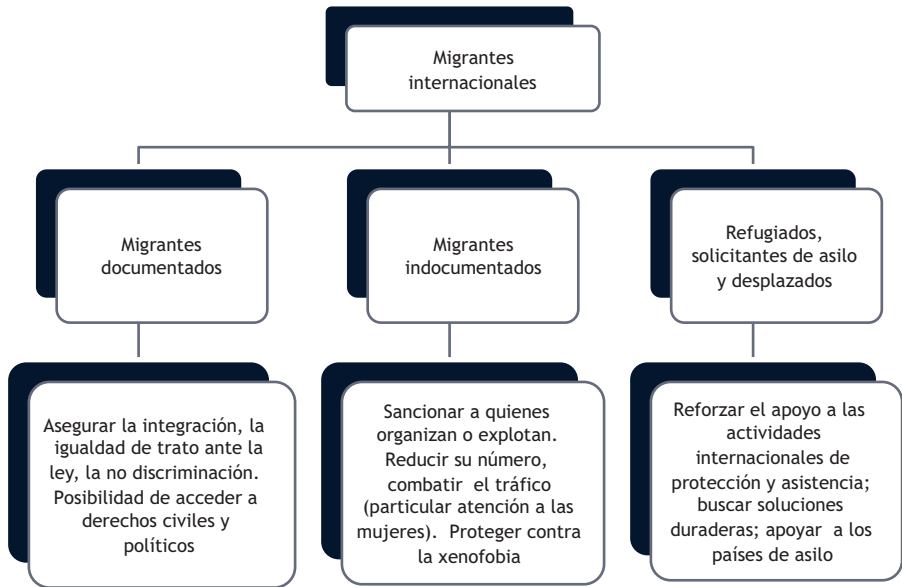 Migrantes
internacionales
Migrantes
documentados
Migrantes
indocumentados
Refugiados,
solicitantes de asilo
y desplazados
Asegurar la integración, la
igualdad de trato ante la
ley, la no discriminación.
Posibilidad de acceder a
derechos civiles y
políticos
Sancionar a quienes
organizan o explotan.
Reducir su número,
combatir el tráfico
(particular atención a las
mujeres). Proteger contra
la xenofobia
Reforzar el apoyo a las
actividades
internacionales de
protección y asistencia;
buscar soluciones
duraderas; apoyar a los
países de asilo